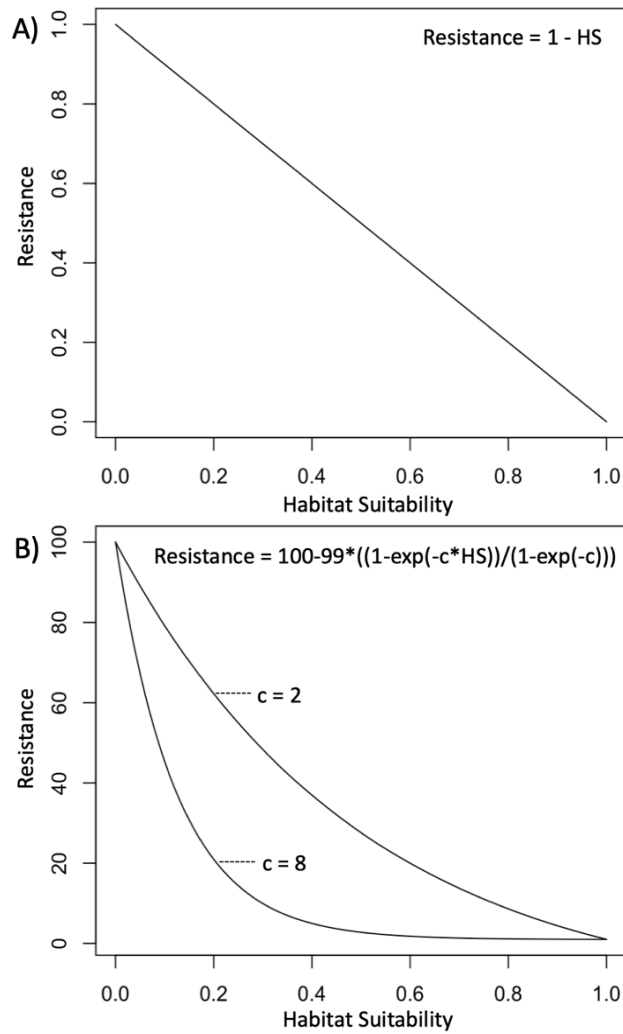 A)
Resistance = 1 - HS
Resistance
1.0
0.8
0.6
0.4
0.2
0.0
0.0 0.2 0.4 0.6 0.8 1.0
Habitat Suitability
B)
Resistance = 100-99*((1-exp(-c*HS))/(1-exp(-c)))
Resistance
100
80
60
40
20
0
c = 2
c = 8
0.0 0.2 0.4 0.6 0.8 1.0
Habitat Suitability